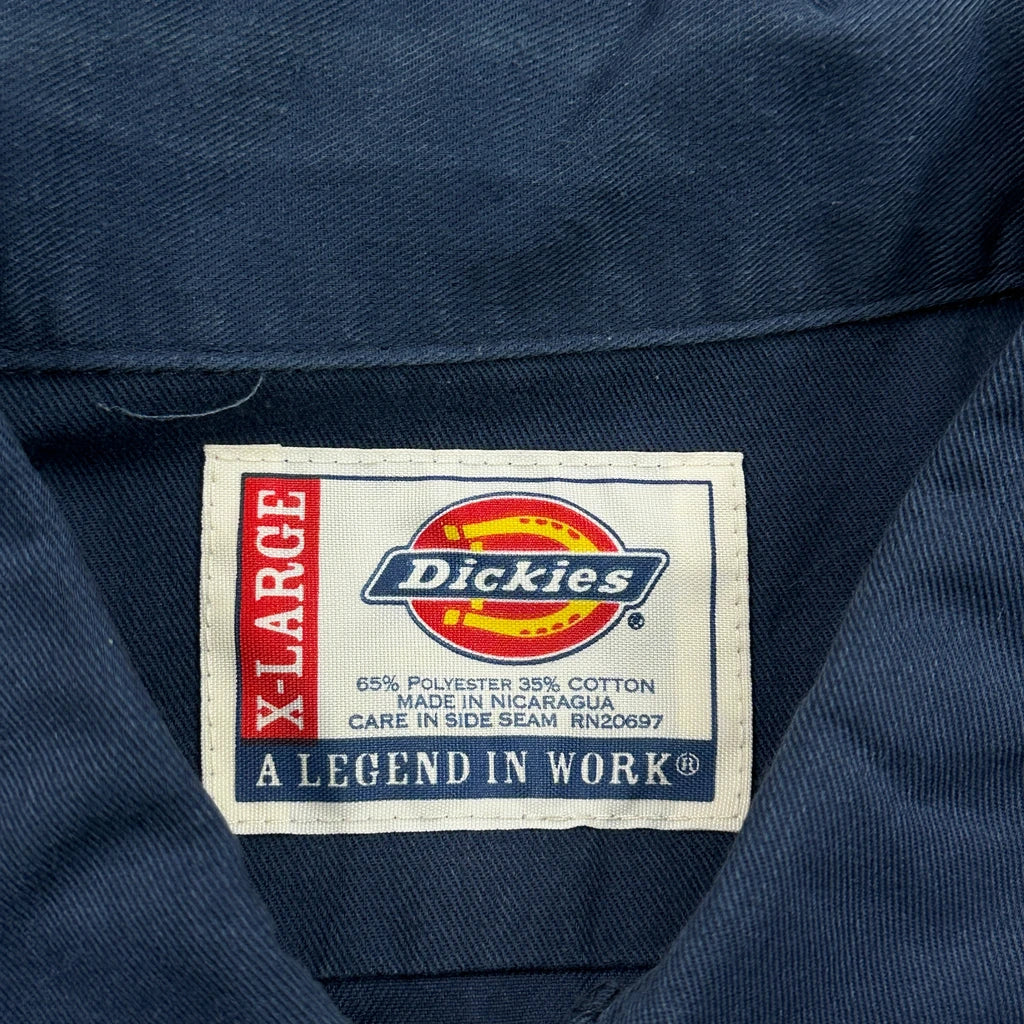 X-LARGE
Dickies®
65% POLYESTER 35% COTTON
MADE IN NICARAGUA
CARE IN SIDE SEAM RN20697
A LEGEND IN WORK®